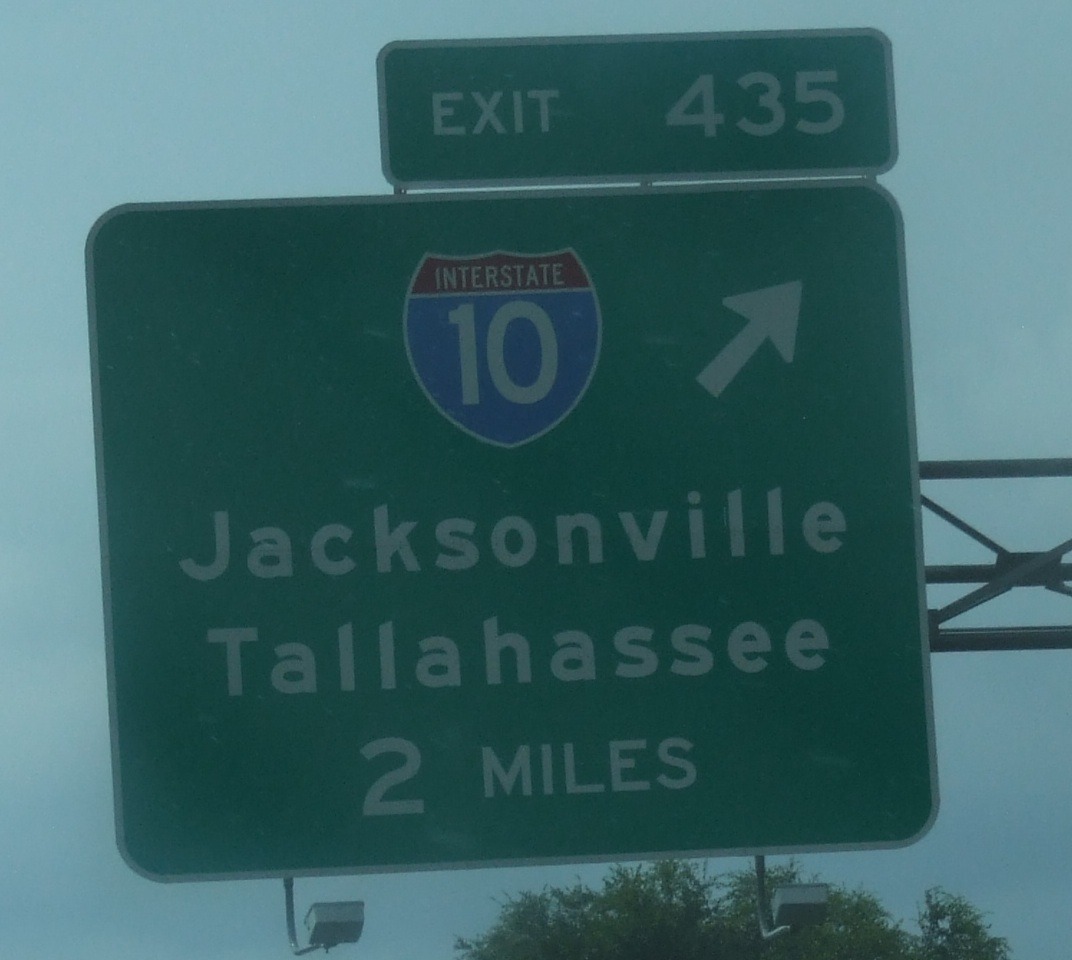 EXIT 435
INTERSTATE
10
Jacksonville
Tallahassee
2 MILES